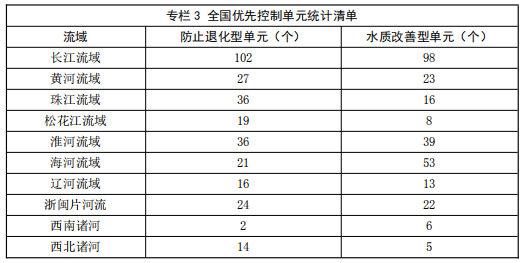 专栏 3 全国优先控制单元统计清单
流域 防止退化型单元（个） 水质改善型单元（个）
长江流域 102 98
黄河流域 27 23
珠江流域 36 16
松花江流域 19 8
淮河流域 36 39
海河流域 21 53
辽河流域 16 13
浙闽片河流 24 22
西南诸河 2 6
西北诸河 14 5